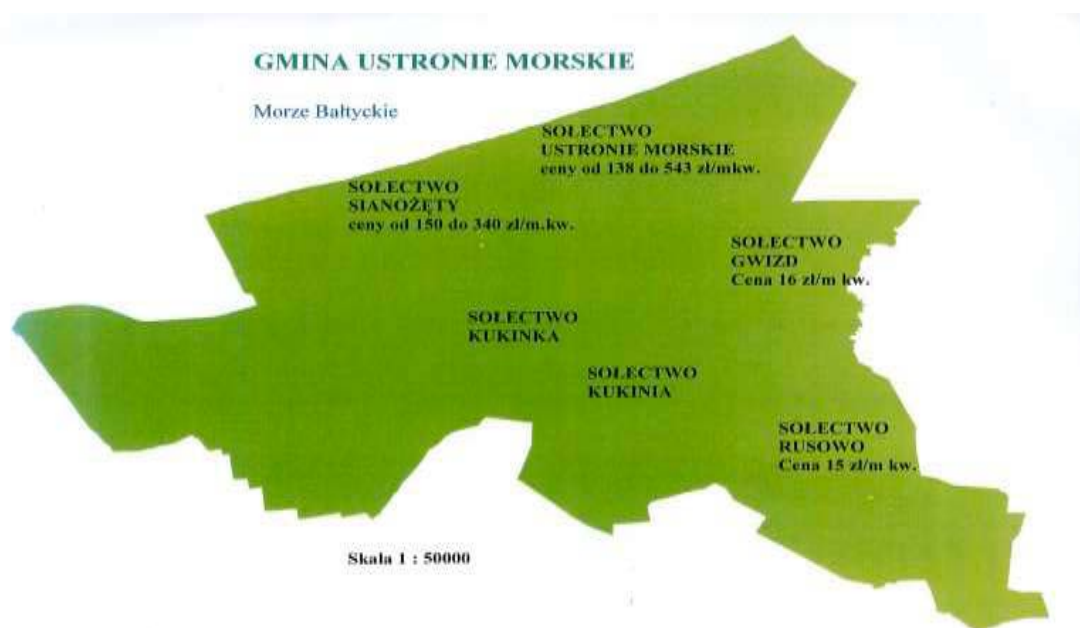 GMINA USTRONIE MORSKIE
Morze Bałtyckie
SOŁECTWO
USTRONIE MORSKIE
ceny od 138 do 543 zł/mkw.
SOŁECTWO
SIANOŻĘTY
ceny od 150 do 340 zł/m.kw.
SOŁECTWO
GWIZD
Cena 16 zł/m kw.
SOŁECTWO
KUKINKA
SOŁECTWO
KUKINIA
SOŁECTWO
RUSOWO
Cena 15 zł/m kw.
Skala 1 : 50000